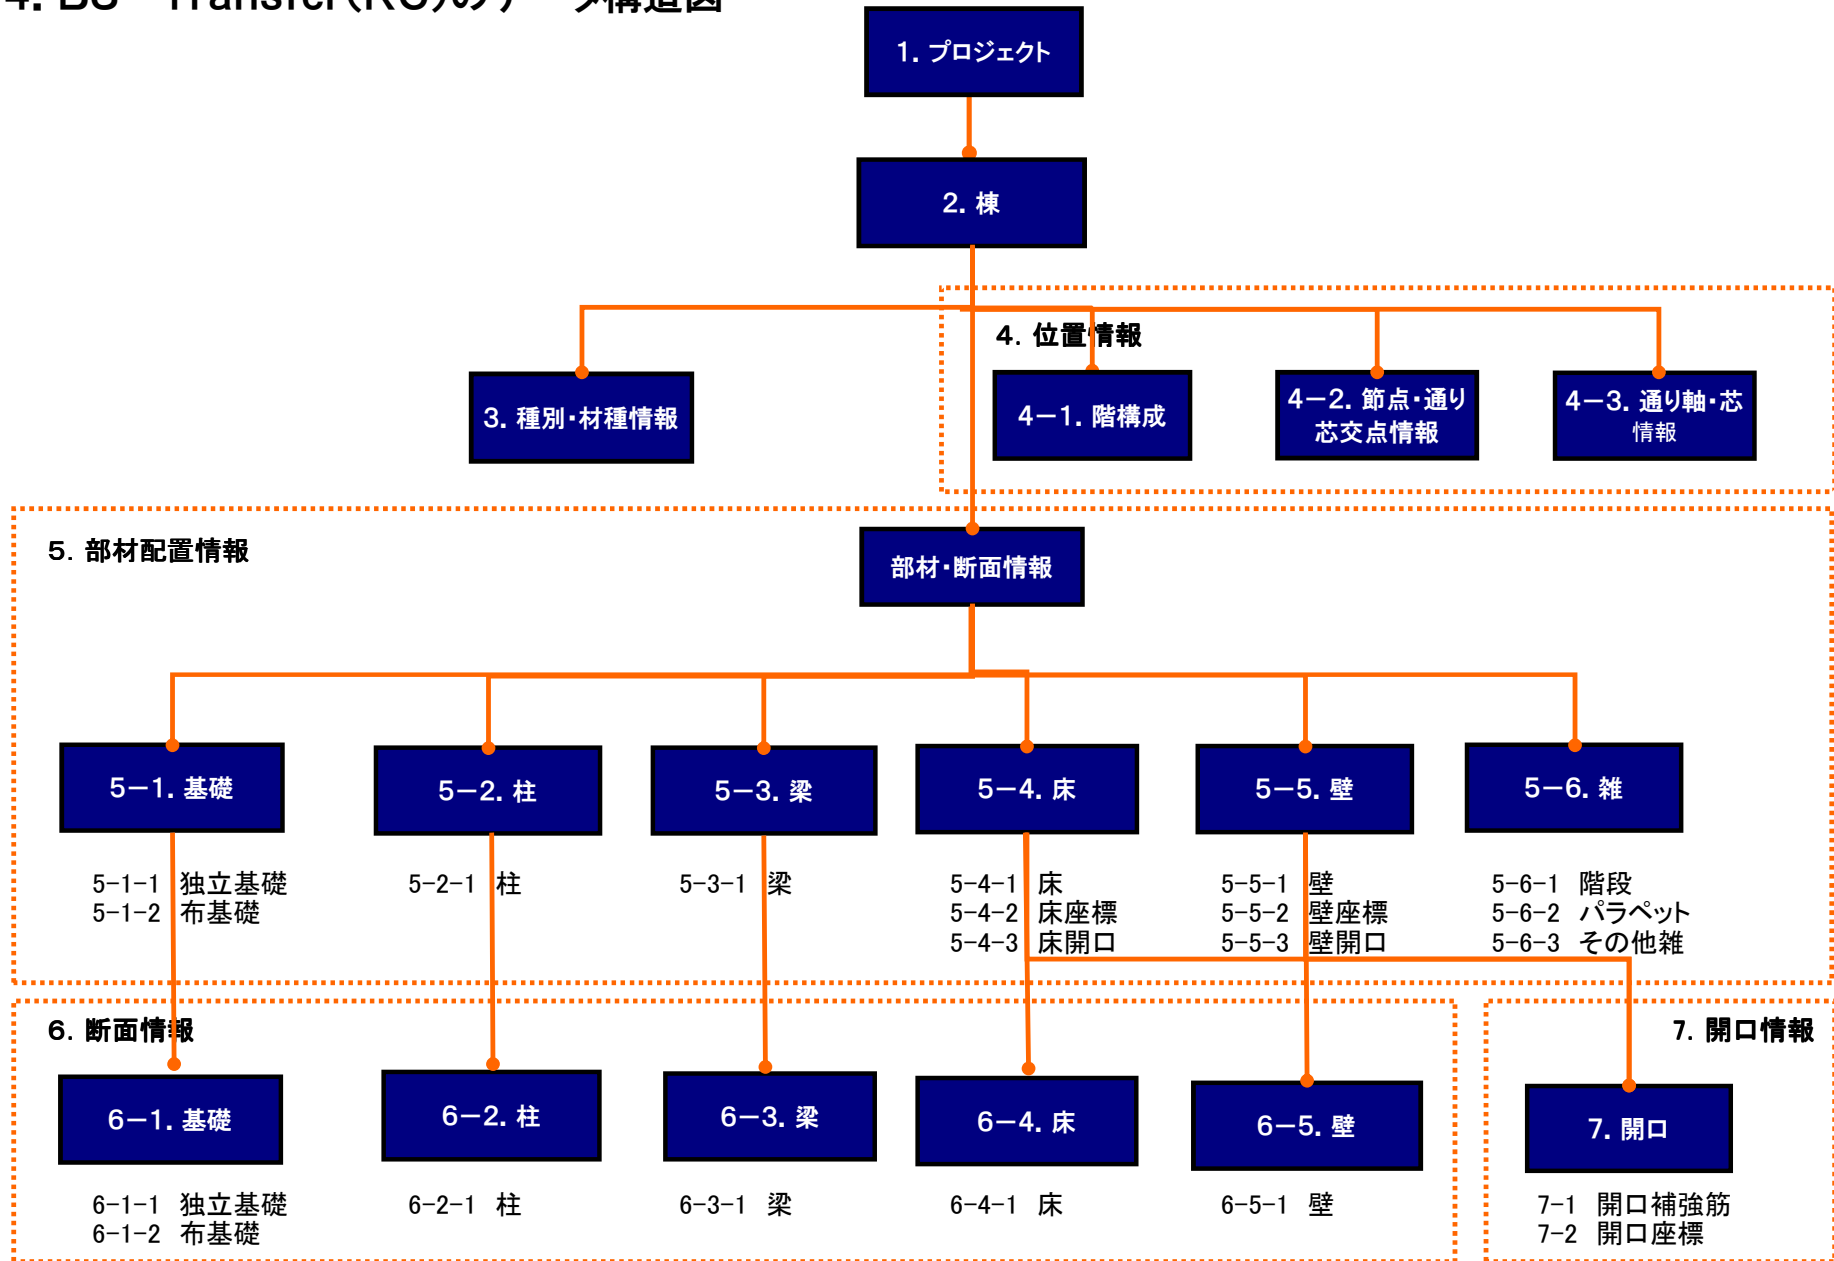 1. プロジェクト
2. 棟
4. 位置情報
3. 種別・材種情報
4－1. 階構成
4－2. 節点・通り
芯交点情報
4－3. 通り軸・芯
情報
5. 部材配置情報
部材・断面情報
5－1. 基礎
5－2. 柱
5－3. 梁
5－4. 床
5－5. 壁
5－6. 雑
5-1-1 独立基礎
5-1-2 布基礎
5-2-1 柱
5-3-1 梁
5-4-1 床
5-4-2 床座標
5-4-3 床開口
5-5-1 壁
5-5-2 壁座標
5-5-3 壁開口
5-6-1 階段
5-6-2 パラペット
5-6-3 その他雑
6. 断面情報
7. 開口情報
6－1. 基礎
6－2. 柱
6－3. 梁
6－4. 床
6－5. 壁
7. 開口
6-1-1 独立基礎
6-1-2 布基礎
6-2-1 柱
6-3-1 梁
6-4-1 床
6-5-1 壁
7-1 開口補強筋
7-2 開口座標